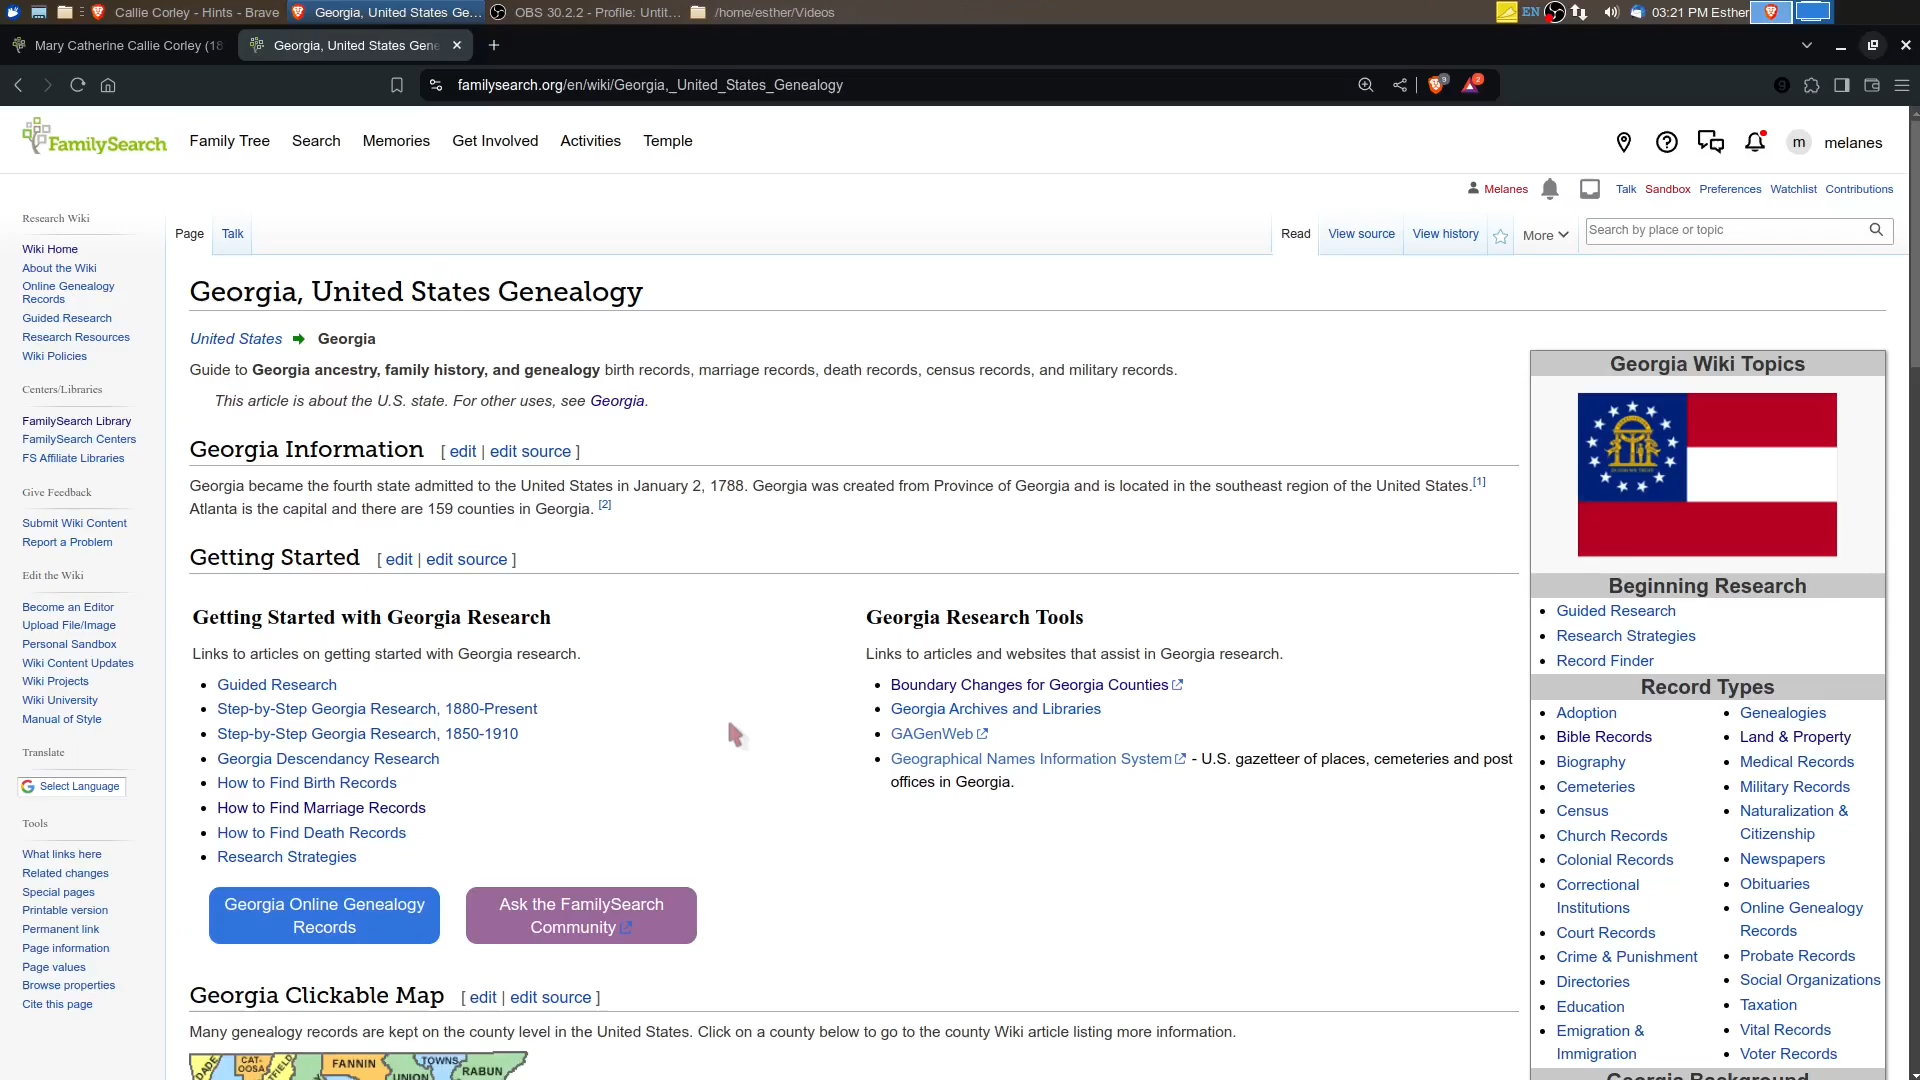 Callie Corley - Hints - Brave
Georgia, United States Ge...
OBS 30.2.2 - Profile: Untit...
/home/esther/Videos
EN
03:21 PM Esther
Mary Catherine Callie Corley (18
Georgia, United States Gene
familysearch.org/en/wiki/Georgia,_United_States_Genealogy
9
2
FamilySearch
Family Tree
Search
Memories
Get Involved
Activities
Temple
m
melanes
Melanes
Talk
Sandbox
Preferences
Watchlist
Contributions
Page
Talk
Read
View source
View history
More
Search by place or topic
Research Wiki
Wiki Home
About the Wiki
Online Genealogy
Records
Guided Research
Research Resources
Wiki Policies
Centers/Libraries
FamilySearch Library
FamilySearch Centers
FS Affiliate Libraries
Give Feedback
Submit Wiki Content
Report a Problem
Edit the Wiki
Become an Editor
Upload File/Image
Personal Sandbox
Wiki Content Updates
Wiki Projects
Wiki University
Manual of Style
Translate
Select Language
Tools
What links here
Related changes
Special pages
Printable version
Permanent link
Page information
Page values
Browse properties
Cite this page
Georgia, United States Genealogy
United States Georgia
Guide to Georgia ancestry, family history, and genealogy birth records, marriage records, death records, census records, and military records.
This article is about the U.S. state. For other uses, see Georgia.
Georgia Information [ edit | edit source ]
Georgia became the fourth state admitted to the United States in January 2, 1788. Georgia was created from Province of Georgia and is located in the southeast region of the United States.[1]
Atlanta is the capital and there are 159 counties in Georgia. [2]
Getting Started [ edit | edit source ]
Getting Started with Georgia Research
Links to articles on getting started with Georgia research.
Guided Research
Step-by-Step Georgia Research, 1880-Present
Step-by-Step Georgia Research, 1850-1910
Georgia Descendancy Research
How to Find Birth Records
How to Find Marriage Records
How to Find Death Records
Research Strategies
Georgia Online Genealogy
Records
Ask the FamilySearch
Community
Georgia Research Tools
Links to articles and websites that assist in Georgia research.
Boundary Changes for Georgia Counties
Georgia Archives and Libraries
GAGenWeb
Geographical Names Information System - U.S. gazetteer of places, cemeteries and post
offices in Georgia.
Georgia Clickable Map [ edit | edit source ]
Many genealogy records are kept on the county level in the United States. Click on a county below to go to the county Wiki article listing more information.
DADE
CAT-
OOSA
FANNIN
UNION
TOWNS
RABUN
Georgia Wiki Topics
Beginning Research
Guided Research
Research Strategies
Record Finder
Record Types
Adoption
Bible Records
Biography
Cemeteries
Census
Church Records
Colonial Records
Correctional
Institutions
Court Records
Crime & Punishment
Directories
Education
Emigration &
Immigration
Genealogies
Land & Property
Medical Records
Military Records
Naturalization &
Citizenship
Newspapers
Obituaries
Online Genealogy
Records
Probate Records
Social Organizations
Taxation
Vital Records
Voter Records
Georgia Background